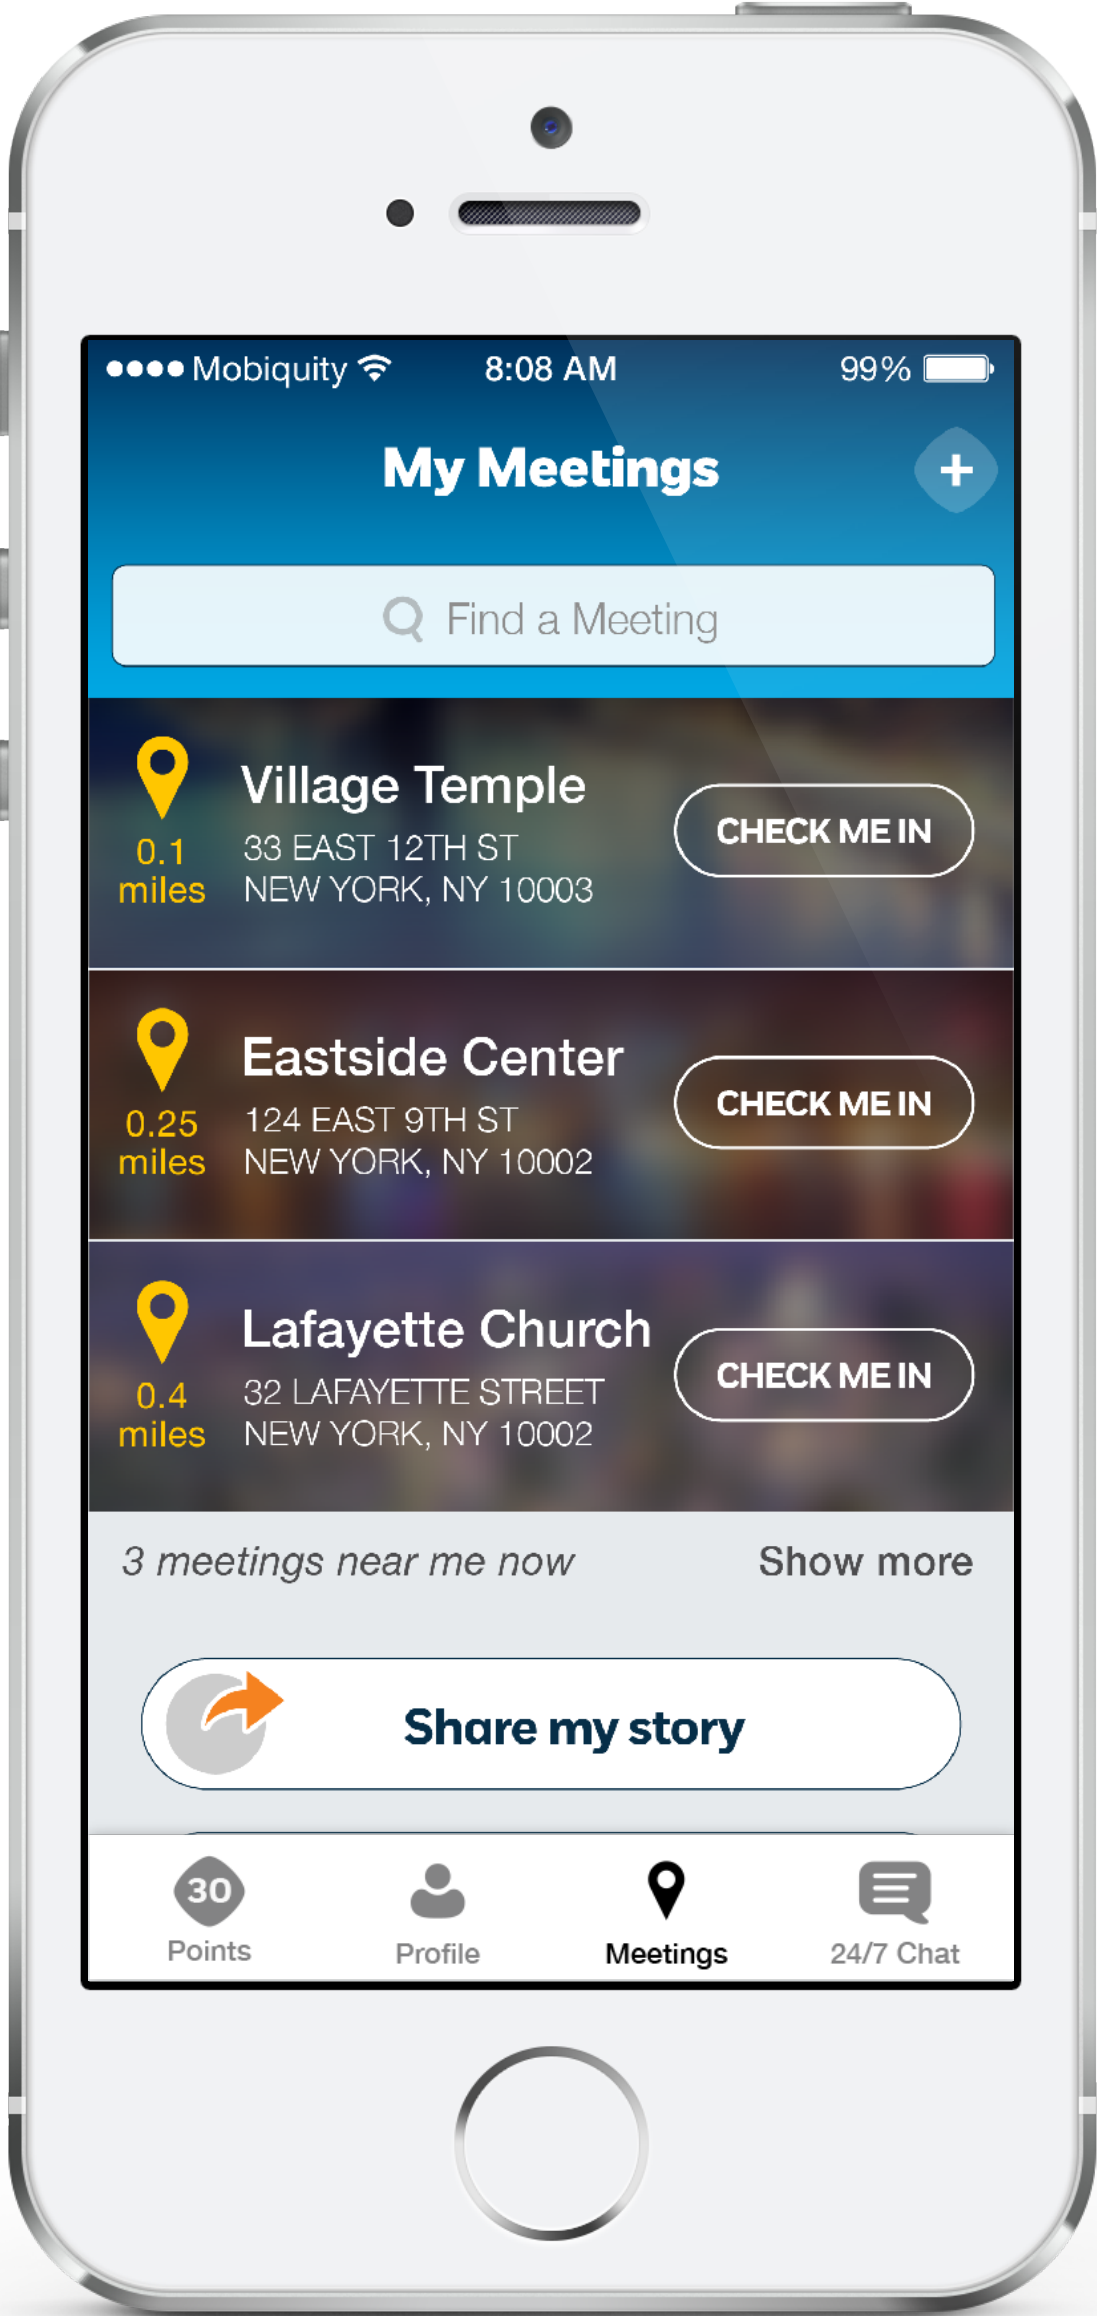 Mobiquity 8:08 AM 99%
My Meetings
+
Find a Meeting
Village Temple
33 EAST 12TH ST
NEW YORK, NY 10003
0.1
miles
CHECK ME IN
Eastside Center
124 EAST 9TH ST
NEW YORK, NY 10002
0.25
miles
CHECK ME IN
Lafayette Church
32 LAFAYETTE STREET
NEW YORK, NY 10002
0.4
miles
CHECK ME IN
3 meetings near me now Show more
Share my story
30
Points Profile Meetings 24/7 Chat